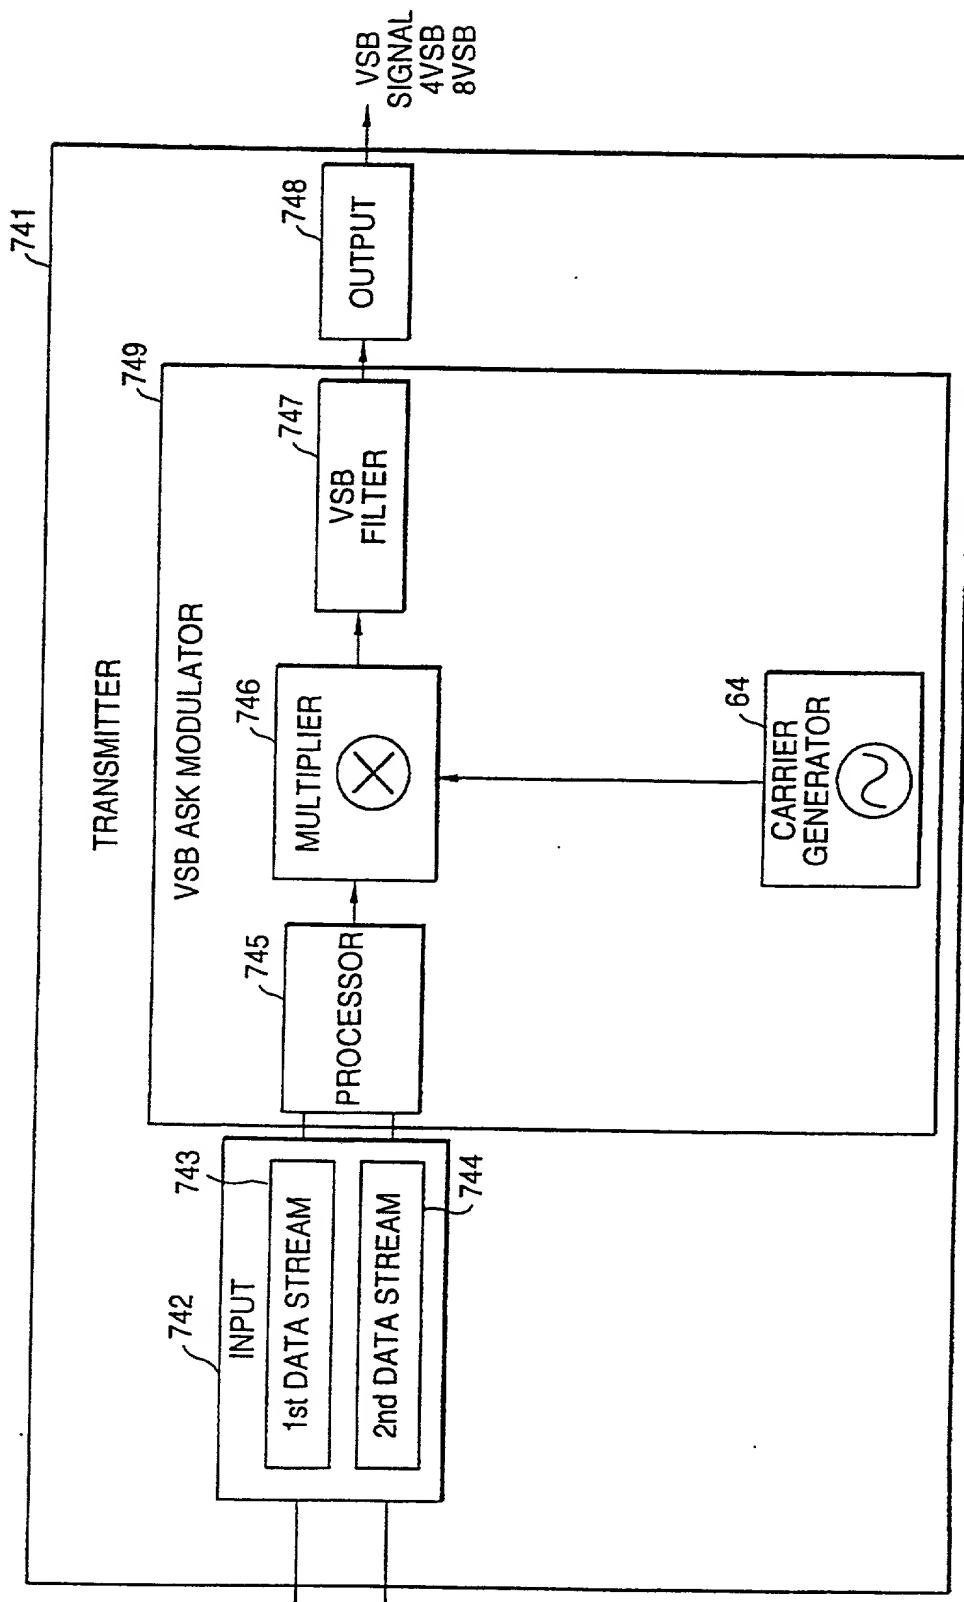 741
TRANSMITTER
749
VSB ASK MODULATOR
742
INPUT
743
1st DATA STREAM
2nd DATA STREAM
744
745
PROCESSOR
746
MULTIPLIER
747
VSB
FILTER
748
OUTPUT
VSB
SIGNAL
4VSB
8VSB
64
CARRIER
GENERATOR